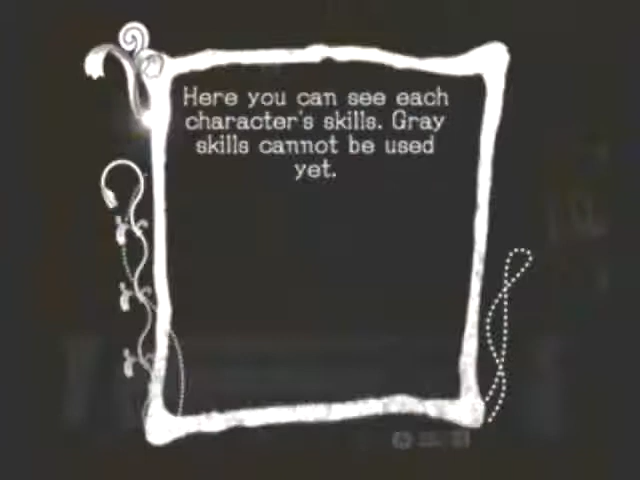 Here you can see each
character's skills. Gray
skills cannot be used
yet.